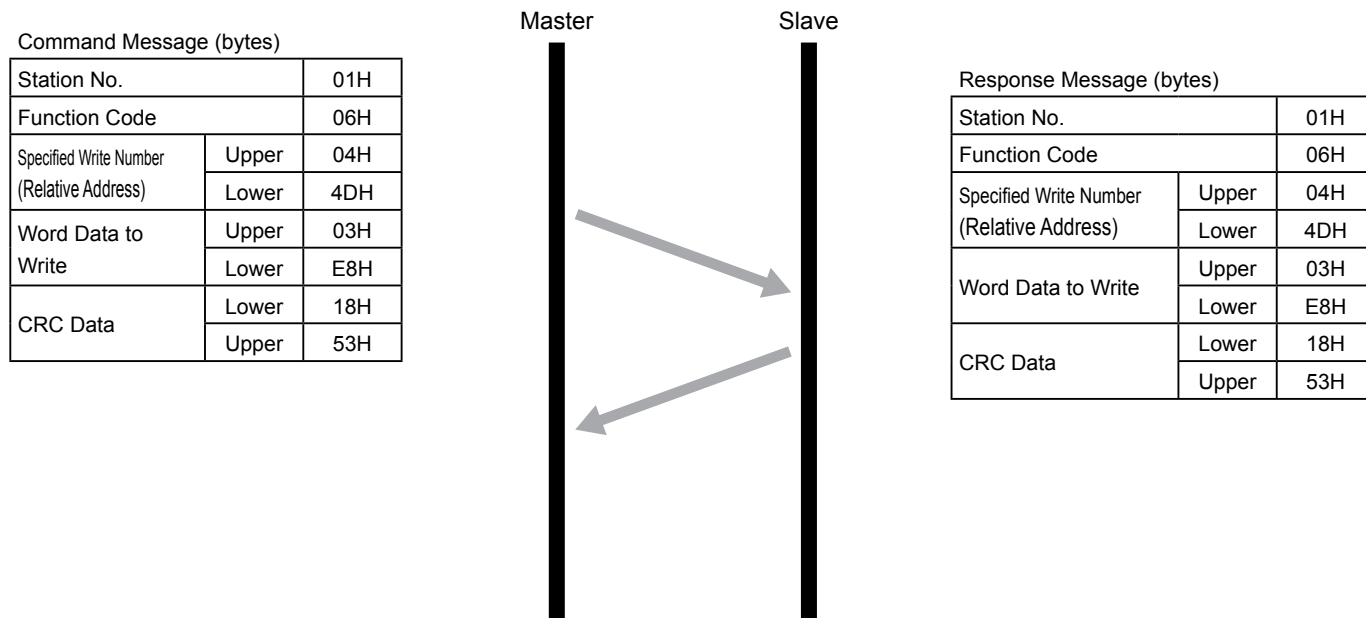 Master Slave
Command Message (bytes)
Station No. 01H
Function Code 06H
Specified Write Number
(Relative Address)
Upper 04H
Lower 4DH
Word Data to
Write
Upper 03H
Lower E8H
CRC Data
Lower 18H
Upper 53H
Response Message (bytes)
Station No. 01H
Function Code 06H
Specified Write Number
(Relative Address)
Upper 04H
Lower 4DH
Word Data to Write
Upper 03H
Lower E8H
CRC Data
Lower 18H
Upper 53H